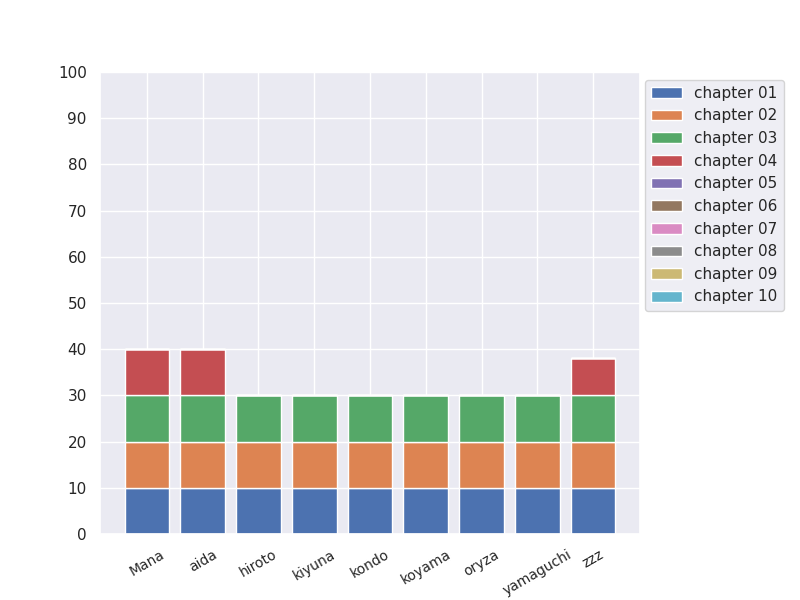 100
90
80
70
60
50
40
30
20
10
0
Mana
aida
hiroto
kiyuna
kondo
koyama
oryza
yamaguchi
zzz
chapter 01
chapter 02
chapter 03
chapter 04
chapter 05
chapter 06
chapter 07
chapter 08
chapter 09
chapter 10